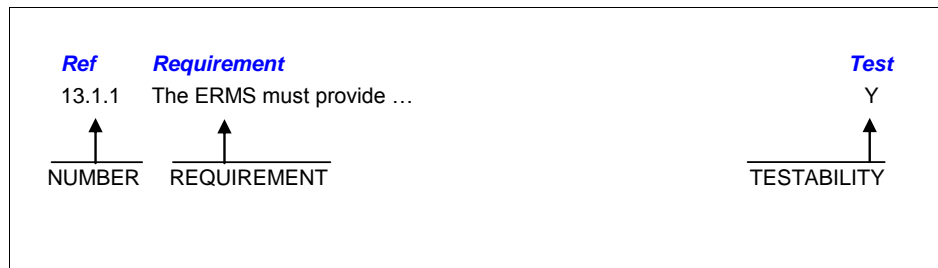 Ref Requirement Test
13.1.1 The ERMS must provide … Y
NUMBER REQUIREMENT TESTABILITY